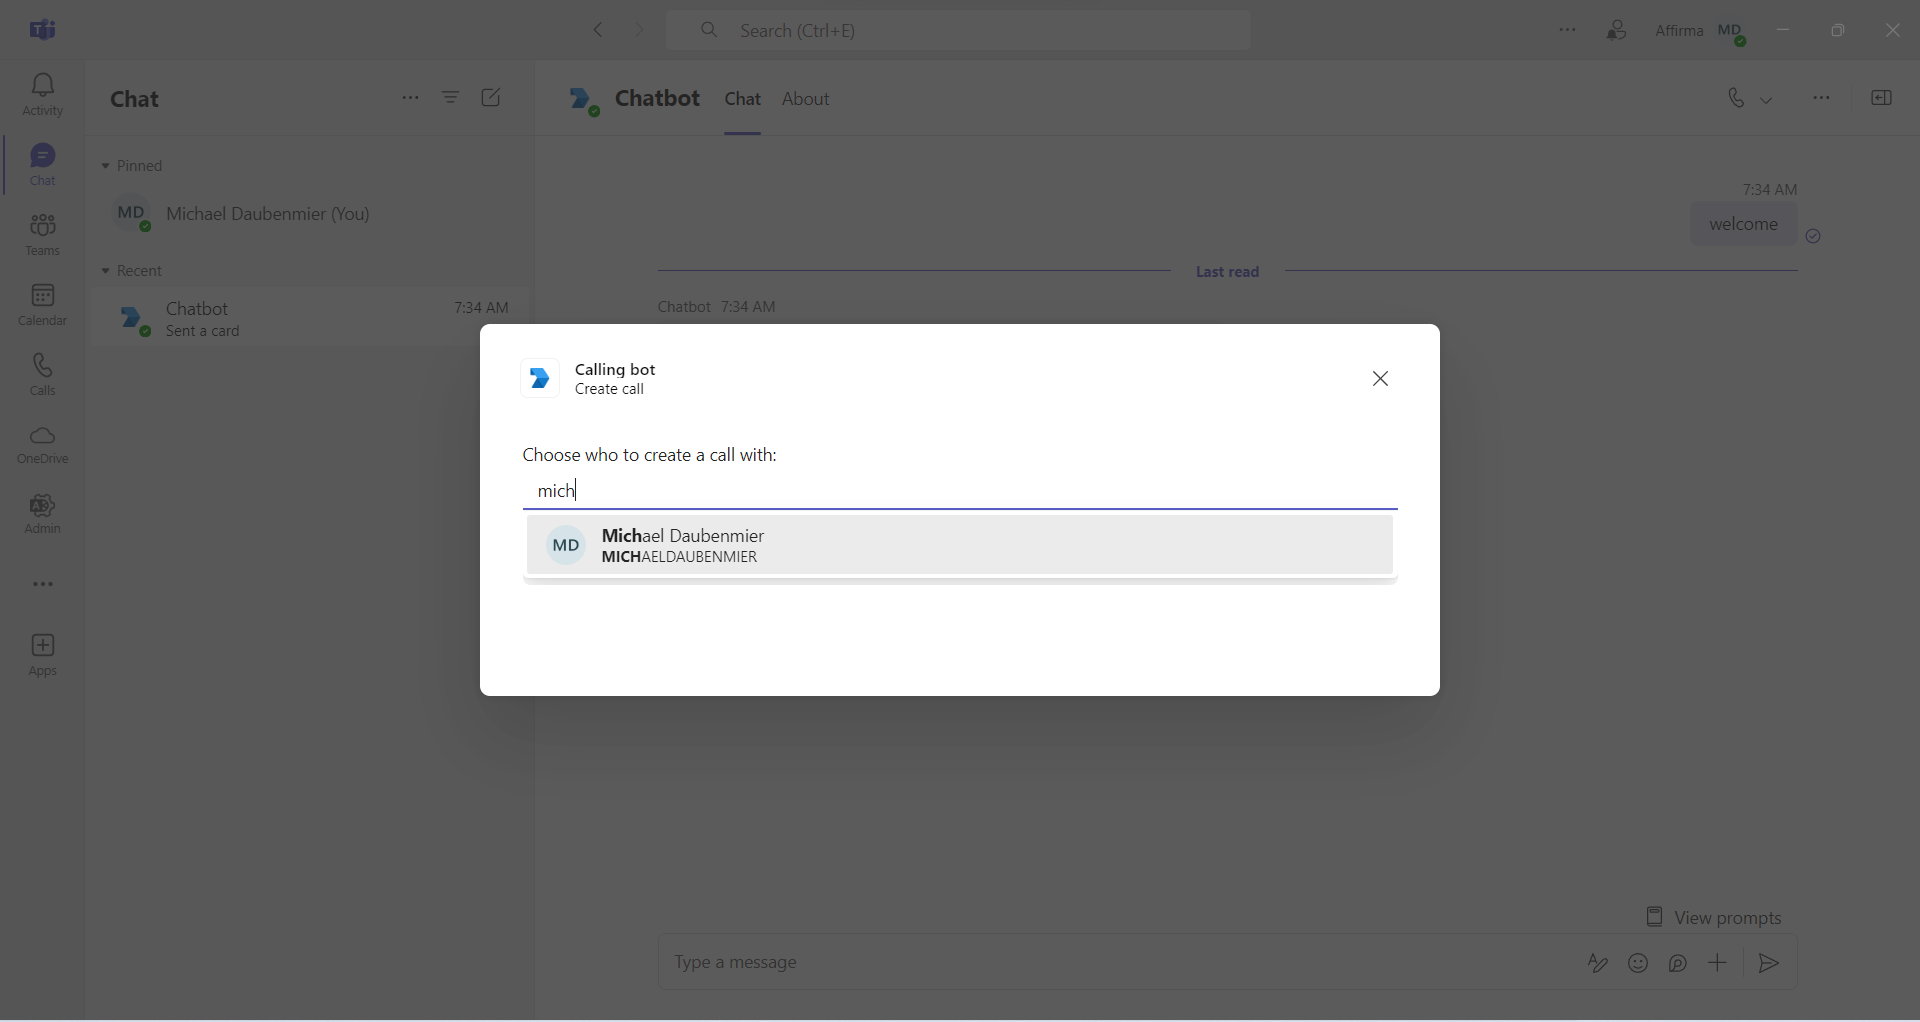 Search (Ctrl+E)
Affirma MD
Activity
Chat
Teams
Calendar
Calls
OneDrive
Admin
Apps
Chat
Pinned
MD Michael Daubenmier (You)
Recent
Chatbot 7:34 AM
Sent a card
Chatbot Chat About
7:34 AM
welcome
Last read
Chatbot 7:34 AM
Calling bot
Create call
Choose who to create a call with:
mich
MD Michael Daubenmier
MICHAELDAUBENMIER
View prompts
Type a message